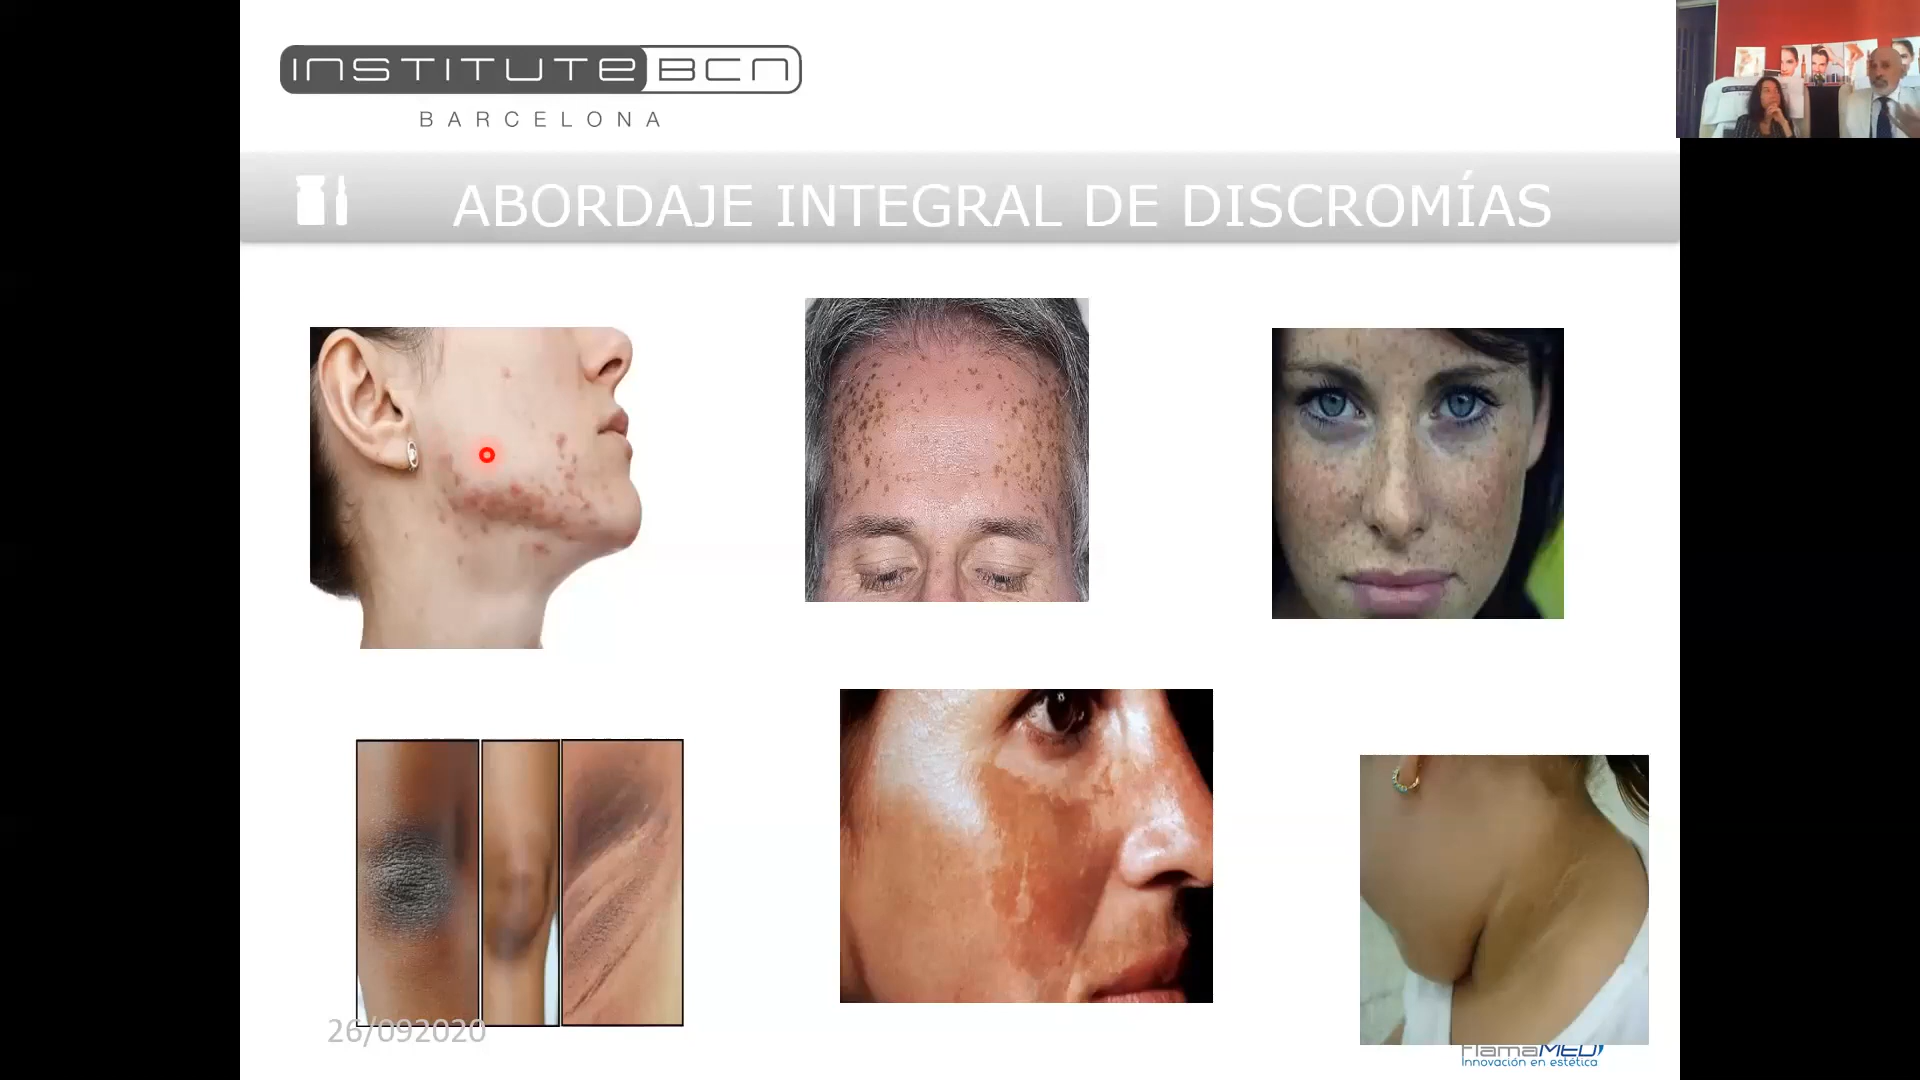 INSTITUTE BCN
BARCELONA
ABORDAJE INTEGRAL DE DISCROMÍAS
26/092020
FlamaMED
Innovación en estética